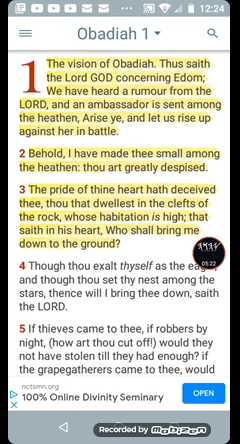 12:24
Obadiah 1
1 The vision of Obadiah. Thus saith
the Lord GOD concerning Edom;
We have heard a rumour from the
LORD, and an ambassador is sent among
the heathen, Arise ye, and let us rise up
against her in battle.
2 Behold, I have made thee small among
the heathen: thou art greatly despised.
3 The pride of thine heart hath deceived
thee, thou that dwellest in the clefts of
the rock, whose habitation is high; that
saith in his heart, Who shall bring me
down to the ground?
05:22
4 Though thou exalt thyself as the
and though thou set thy nest among the
stars, thence will I bring thee down, saith
the LORD.
5 If thieves came to thee, if robbers by
night, (how art thou cut off!) would they
not have stolen till they had enough? if
the grapegatherers came to thee, would
nctsmn.org
100% Online Divinity Seminary
OPEN
Recorded by Mobizen